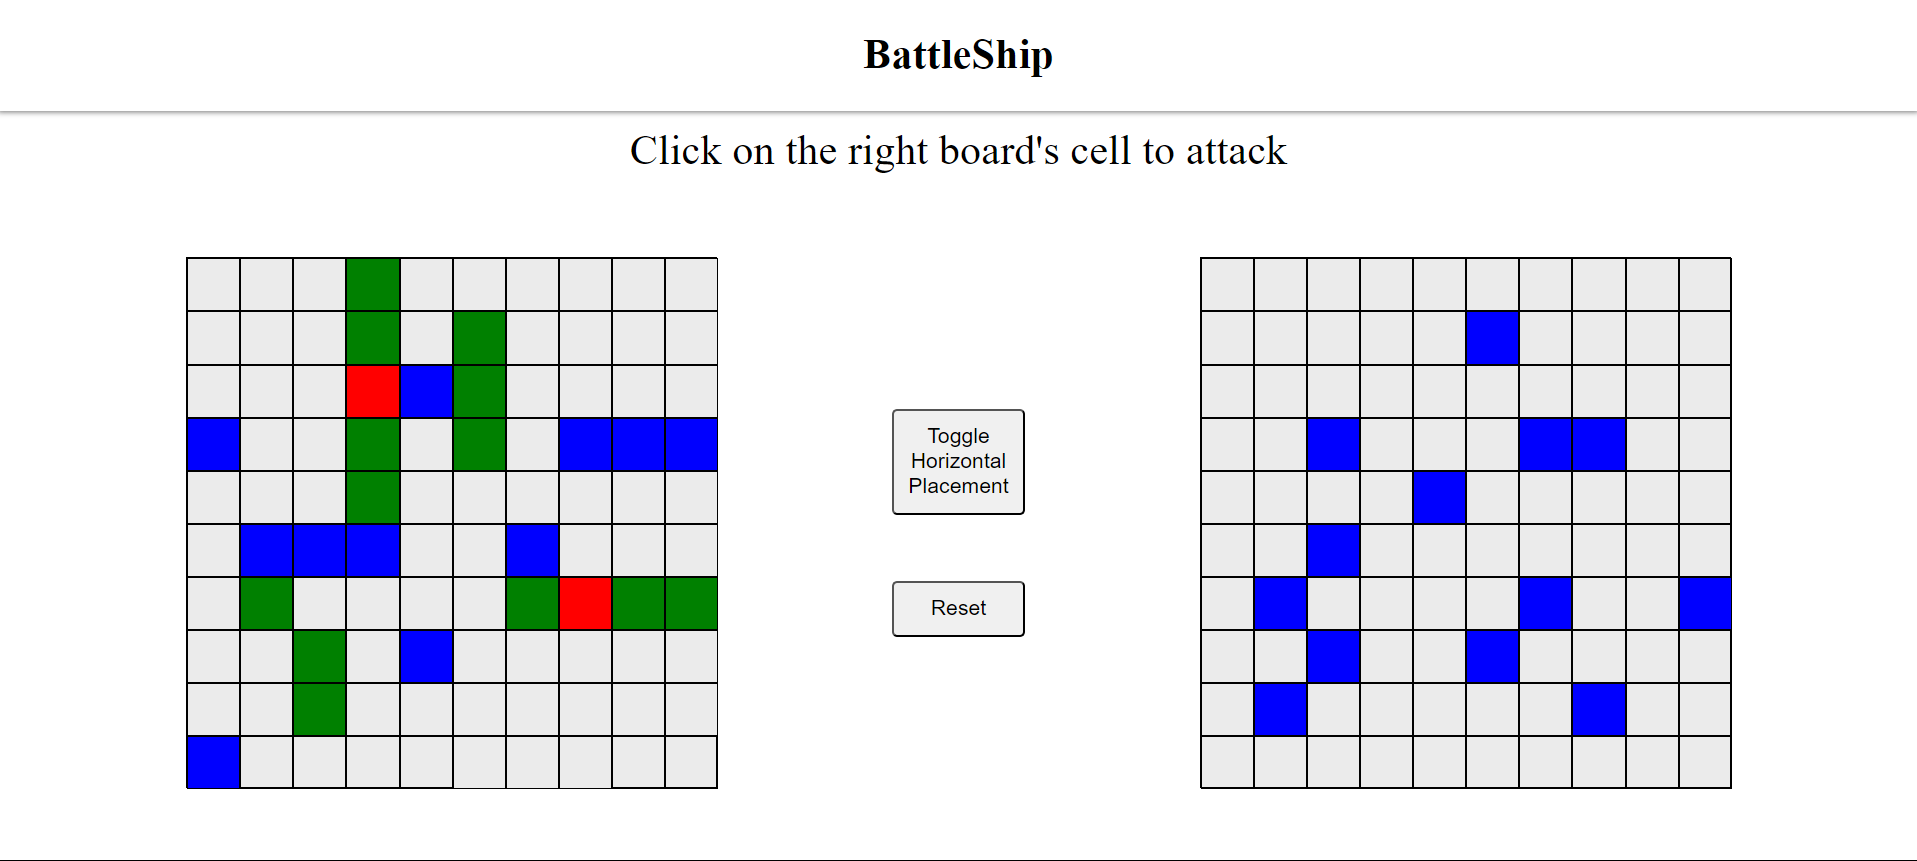 BattleShip
Click on the right board's cell to attack
Toggle
Horizontal
Placement
Reset